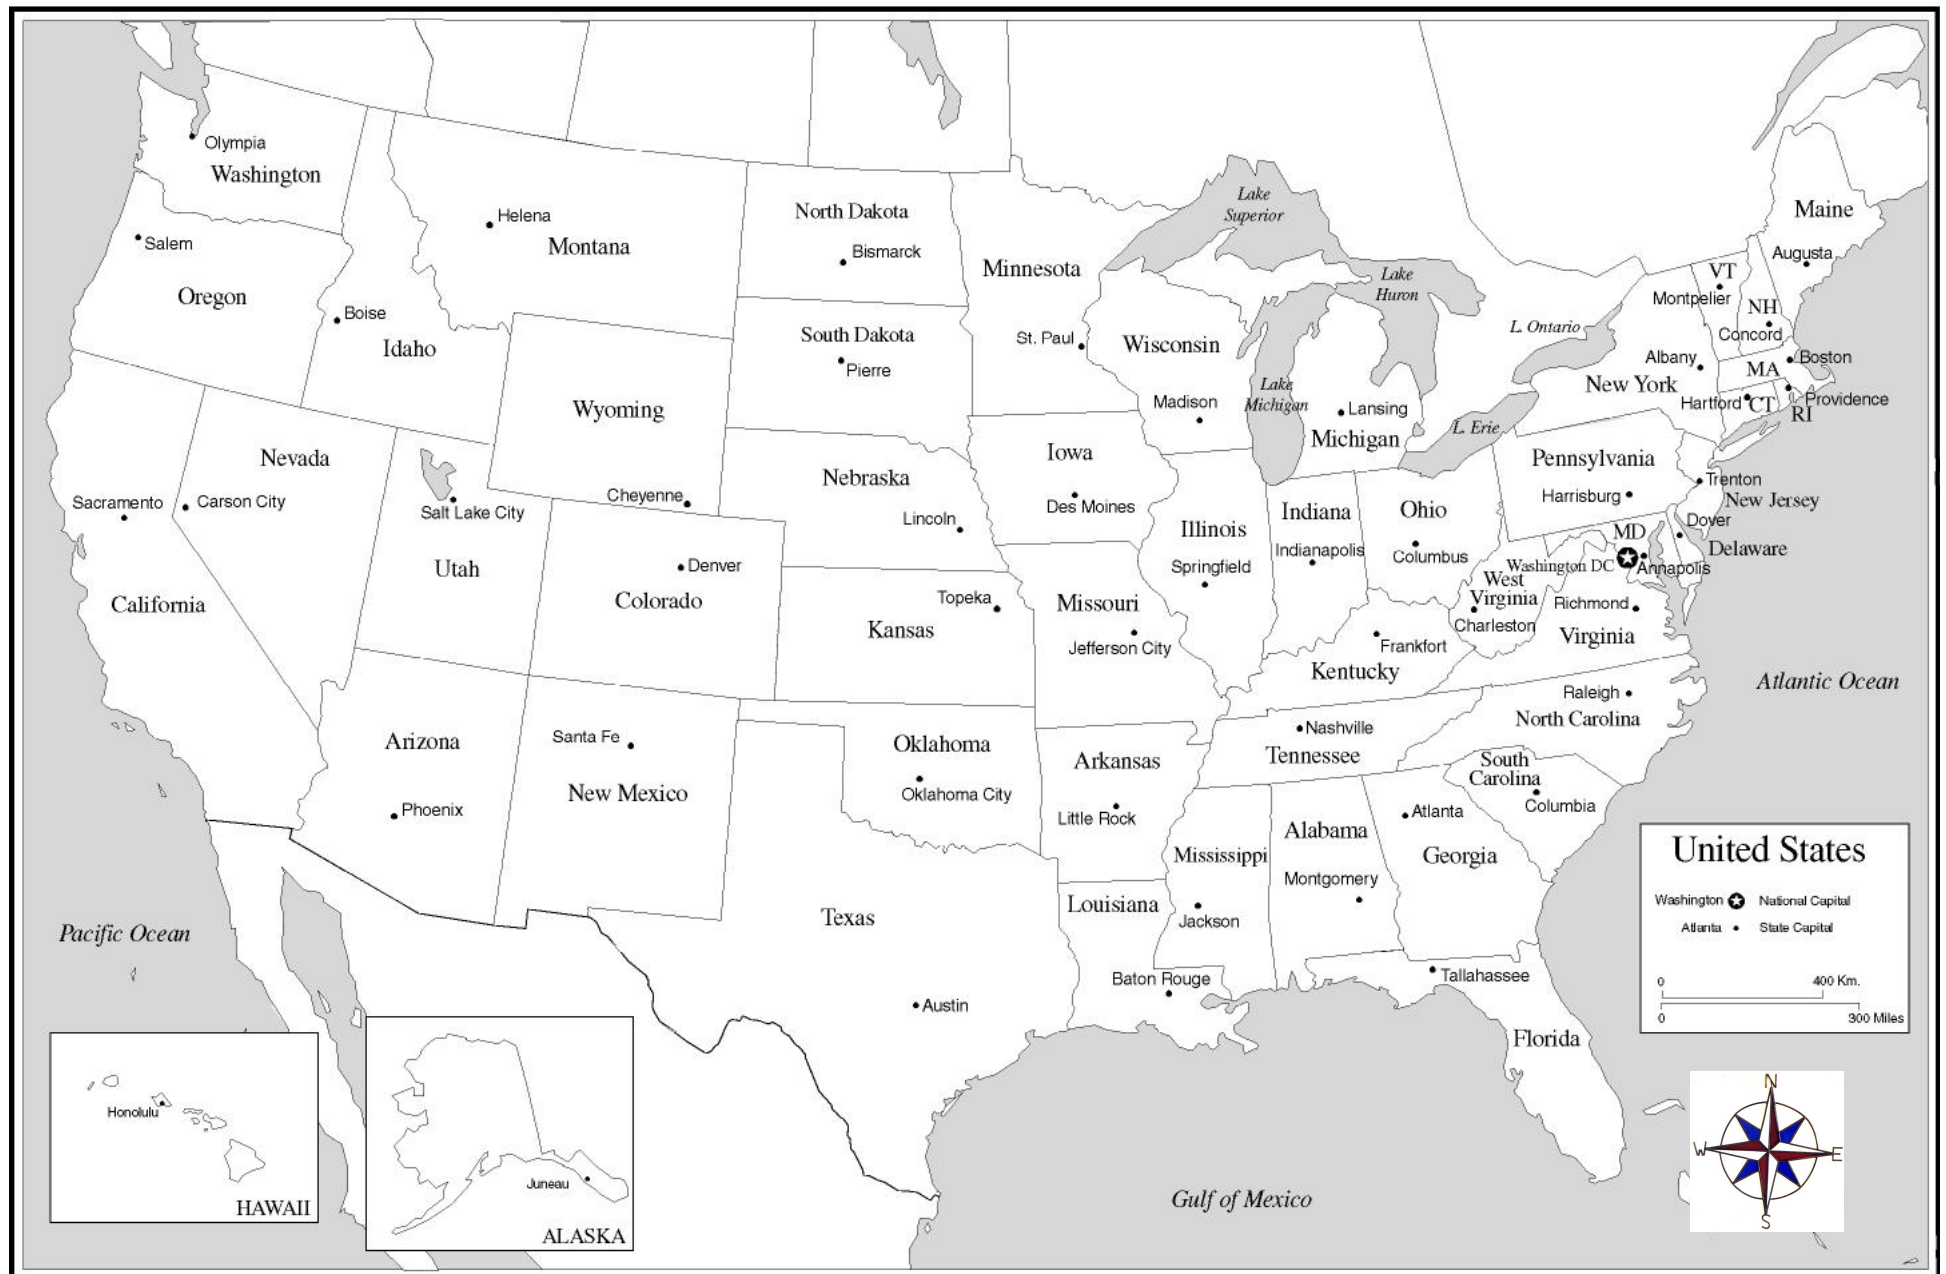 Olympia
Washington
Salem
Oregon
Helena
Montana
Boise
Idaho
North Dakota
Bismarck
South Dakota
Pierre
Minnesota
St. Paul
Wisconsin
Madison
Lake
Superior
Lake
Huron
Lake
Michigan
Lansing
Michigan
L. Ontario
L. Erie
Maine
Augusta
VT
Montpelier
NH
Concord
Albany
New York
MA
Boston
Hartford
CT
Providence
RI
Wyoming
Cheyenne
Nevada
Carson City
Sacramento
California
Salt Lake City
Utah
Denver
Colorado
Nebraska
Lincoln
Iowa
Des Moines
Illinois
Springfield
Indiana
Indianapolis
Ohio
Columbus
Pennsylvania
Harrisburg
Trenton
New Jersey
Dover
Delaware
MD
Washington DC
Annapolis
West
Virginia
Charleston
Richmond
Virginia
Topeka
Kansas
Missouri
Jefferson City
Frankfort
Kentucky
Raleigh
North Carolina
Atlantic Ocean
Arizona
Phoenix
Santa Fe
New Mexico
Oklahoma
Oklahoma City
Arkansas
Little Rock
Nashville
Tennessee
South
Carolina
Columbia
Atlanta
Georgia
Alabama
Montgomery
Mississippi
Jackson
Louisiana
Baton Rouge
Texas
Austin
Tallahassee
Florida
Pacific Ocean
Gulf of Mexico
Honolulu
HAWAII
Juneau
ALASKA
United States
Washington National Capital
Atlanta State Capital
0 400 Km.
0 300 Miles
N
W E
S